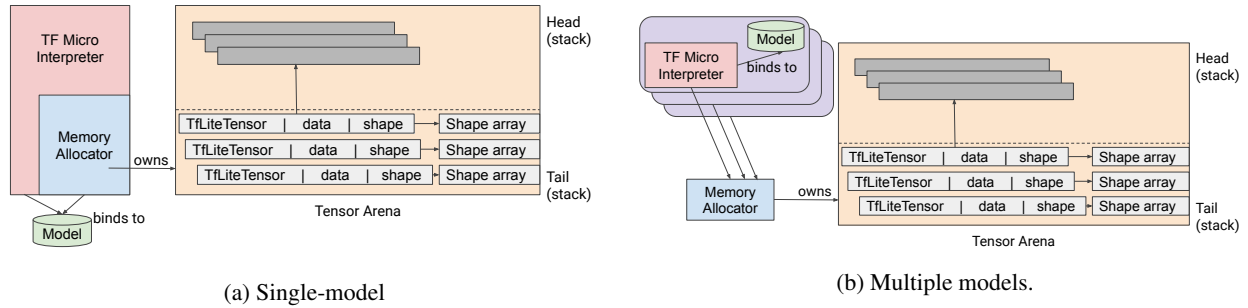 TF Micro
Interpreter
Memory
Allocator
owns
binds to
Model
Head
(stack)
TfLiteTensor | data | shape
Shape array
TfLiteTensor | data | shape
Shape array
TfLiteTensor | data | shape
Shape array
Tail
(stack)
Tensor Arena
(a) Single-model
Model
TF Micro
Interpreter
binds to
Memory
Allocator
owns
Head
(stack)
TfLiteTensor | data | shape
Shape array
TfLiteTensor | data | shape
Shape array
TfLiteTensor | data | shape
Shape array
Tail
(stack)
Tensor Arena
(b) Multiple models.